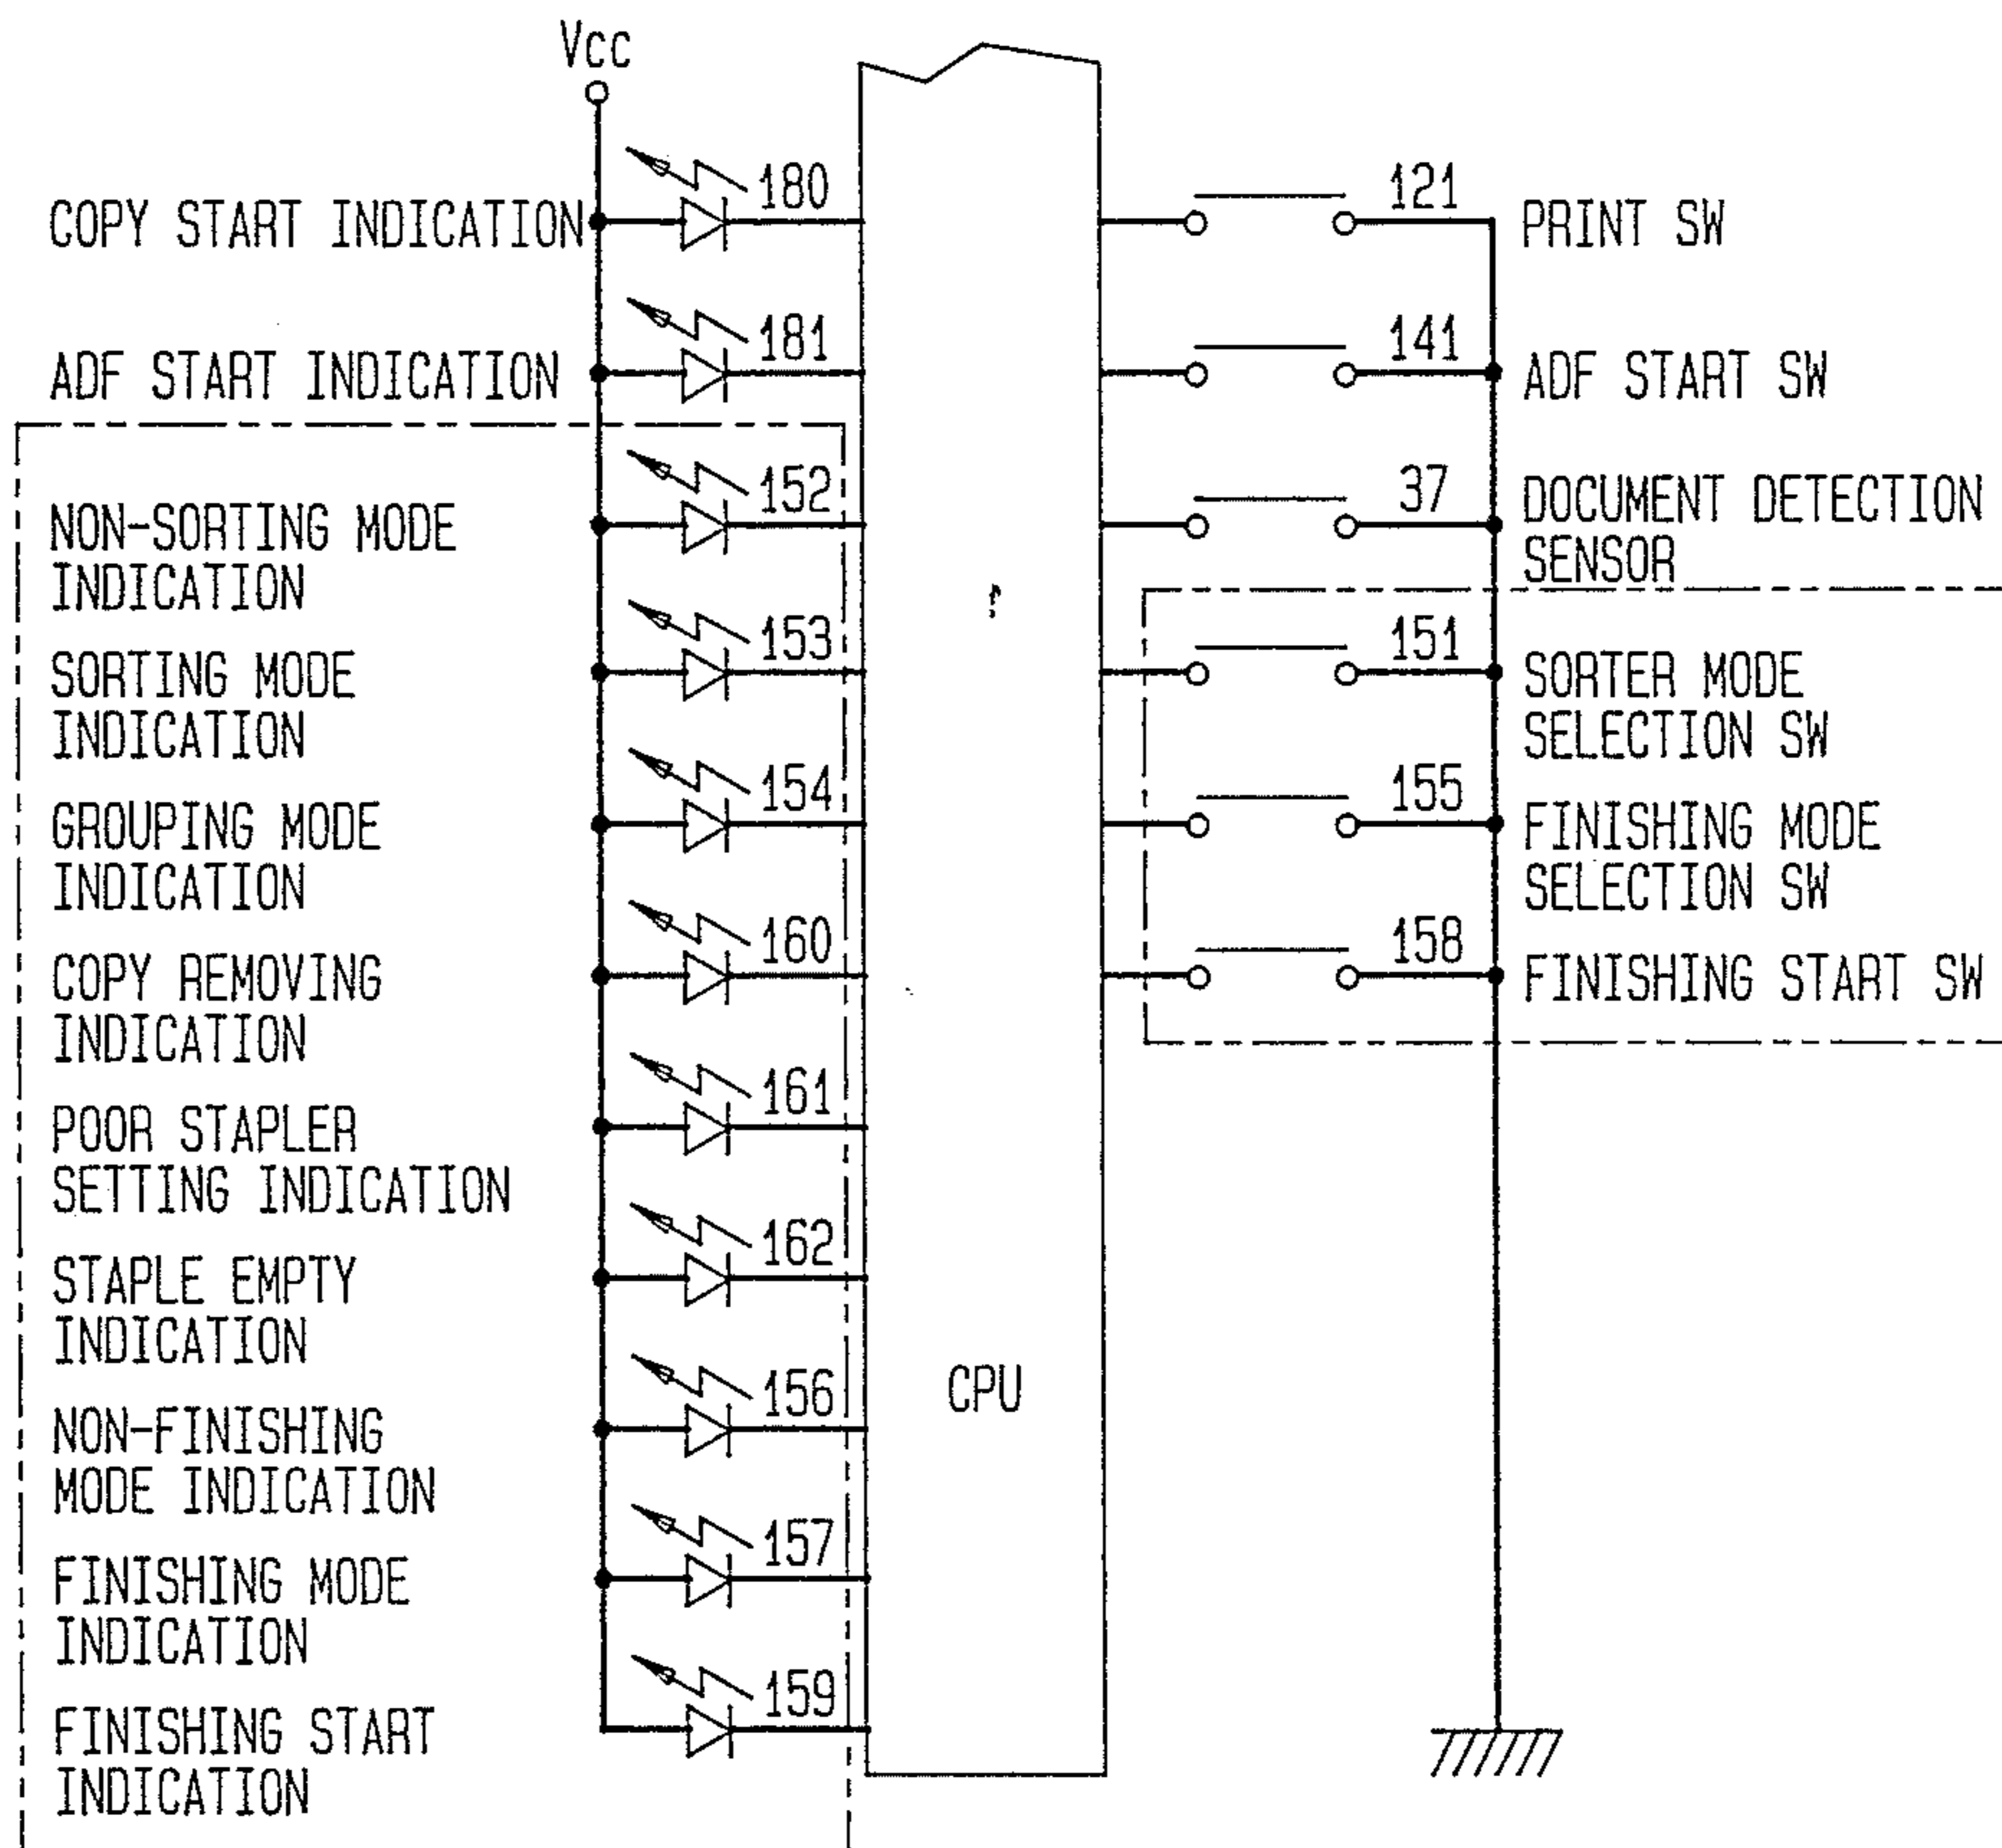 Vcc
COPY START INDICATION
180
121
PRINT SW
ADF START INDICATION
181
141
ADF START SW
NON-SORTING MODE
INDICATION
152
37
DOCUMENT DETECTION
SENSOR
SORTING MODE
INDICATION
153
151
SORTER MODE
SELECTION SW
GROUPING MODE
INDICATION
154
155
FINISHING MODE
SELECTION SW
COPY REMOVING
INDICATION
160
158
FINISHING START SW
POOR STAPLER
SETTING INDICATION
161
STAPLE EMPTY
INDICATION
162
CPU
NON-FINISHING
MODE INDICATION
156
FINISHING MODE
INDICATION
157
FINISHING START
INDICATION
159